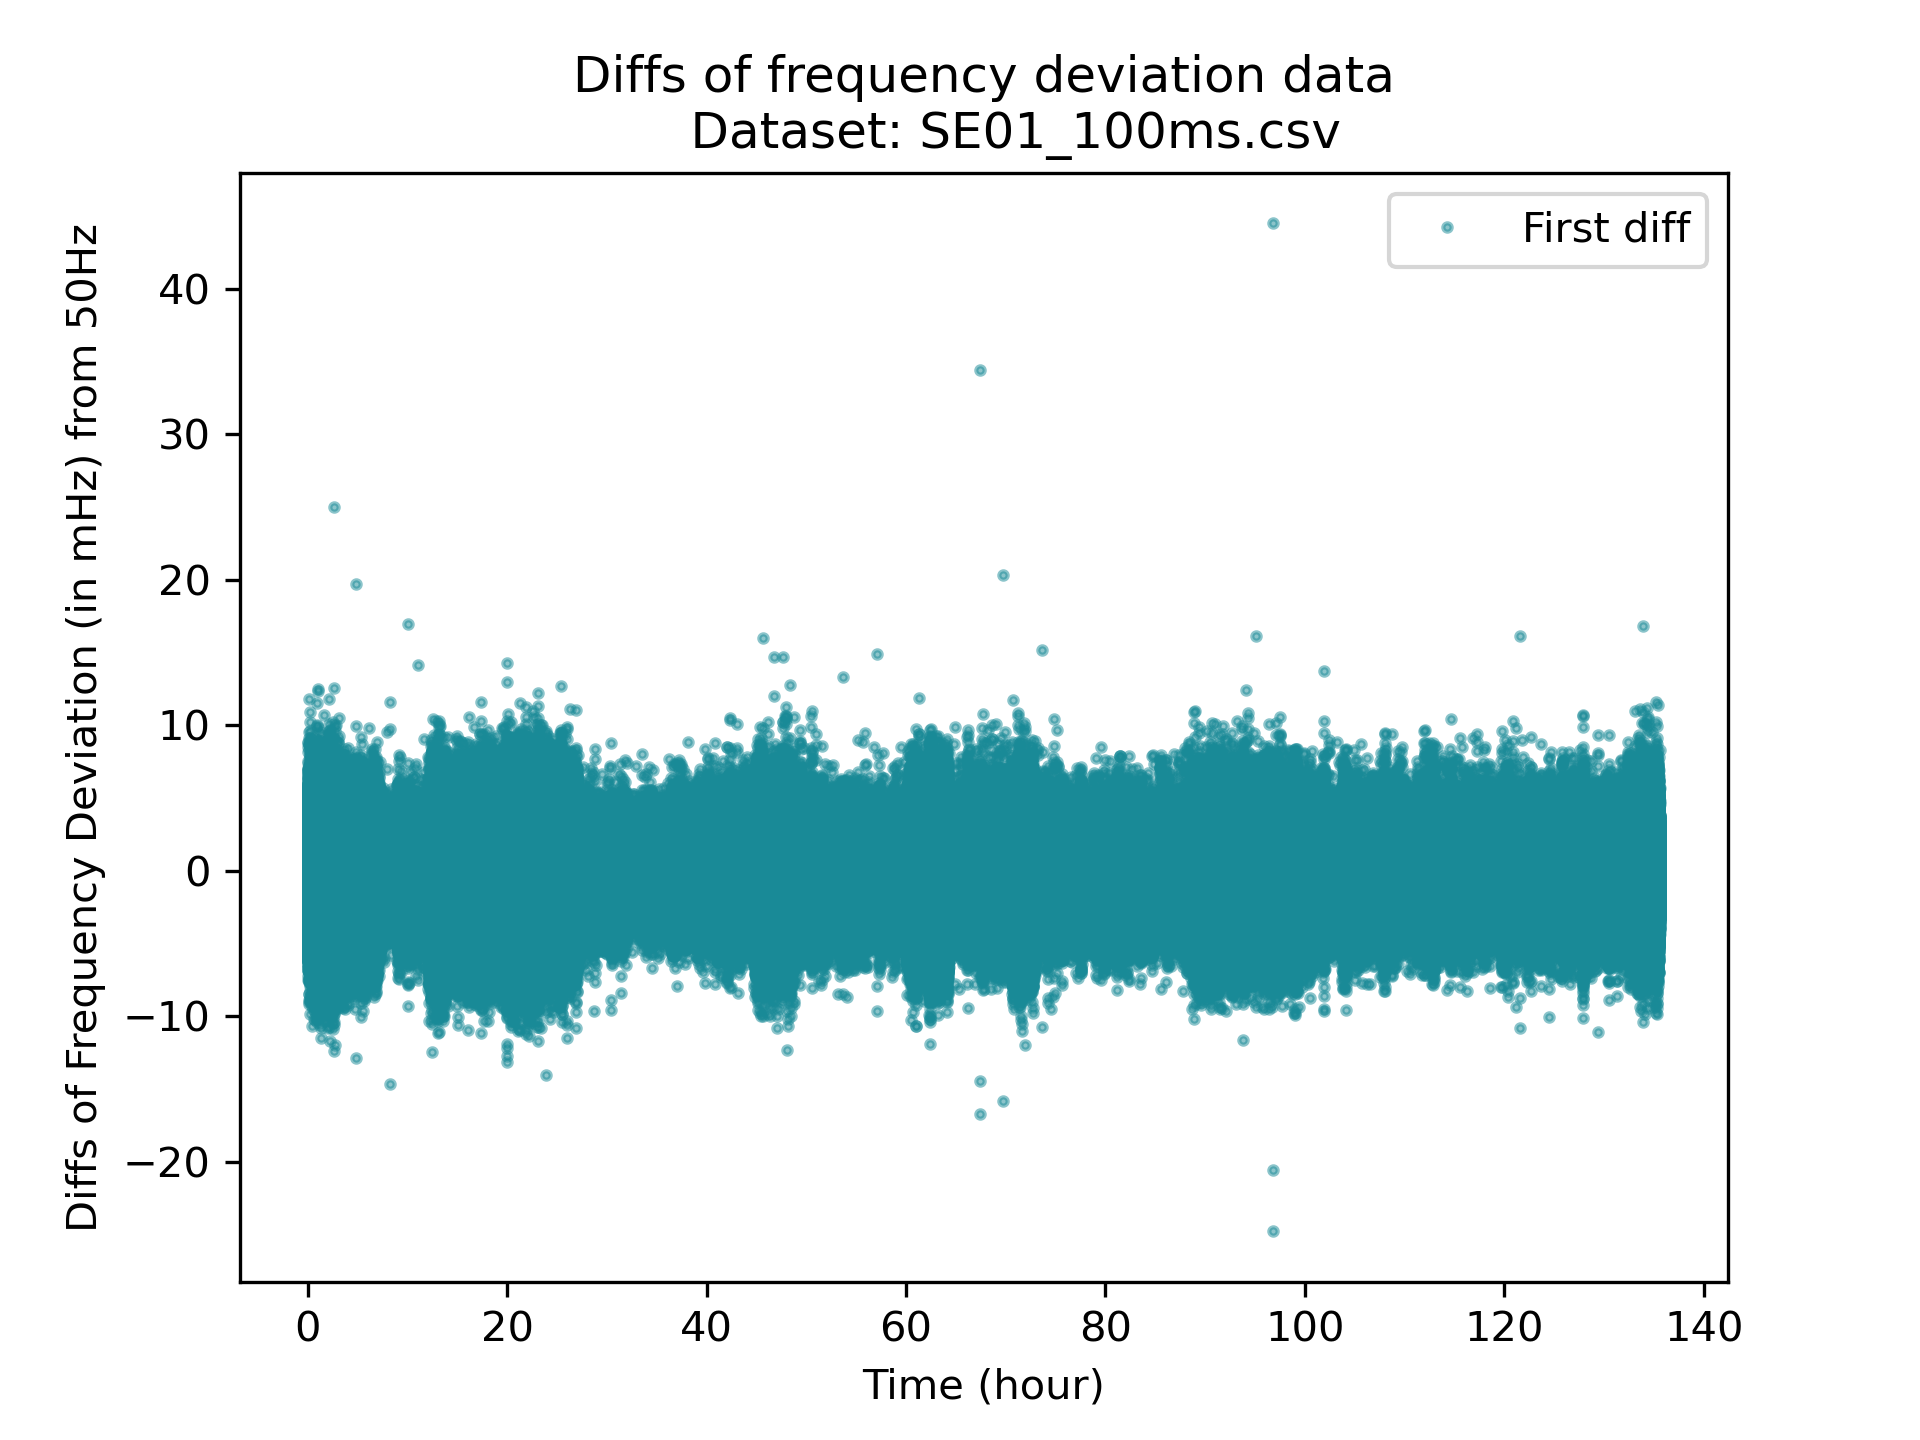 Diffs of frequency deviation data
Dataset: SE01_100ms.csv
First diff
Diffs of Frequency Deviation (in mHz) from 50Hz
40
30
20
10
0
−10
−20
0 20 40 60 80 100 120 140
Time (hour)